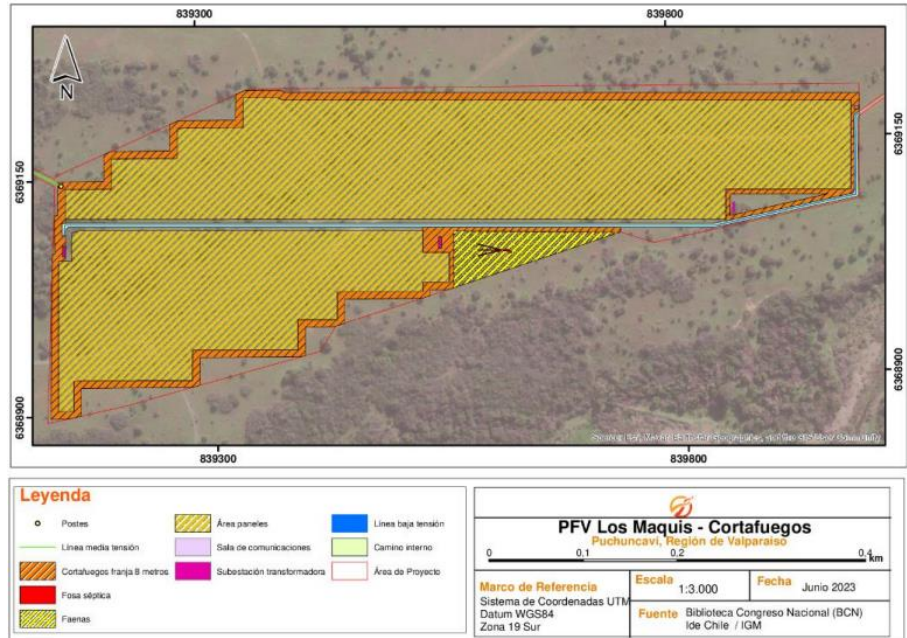 839300
839800
N
6369150
6369150
6368900
6368900
839300
839800
Leyenda
Postes
Línea media tensión
Cortafuegos franja 8 metros
Fosa séptica
Faenas
Área paneles
Sala de comunicaciones
Subestación transformadora
Línea baja tensión
Camino interno
Área de Proyecto
PFV Los Maquis - Cortafuegos
Puchuncaví, Región de Valparaíso
0 0,1 0,2 0,4
km
Marco de Referencia
Sistema de Coordenadas UTM
Datum WGS84
Zona 19 Sur
Escala 1:3.000
Fecha Junio 2023
Fuente Biblioteca Congreso Nacional (BCN)
Ide Chile / IGM